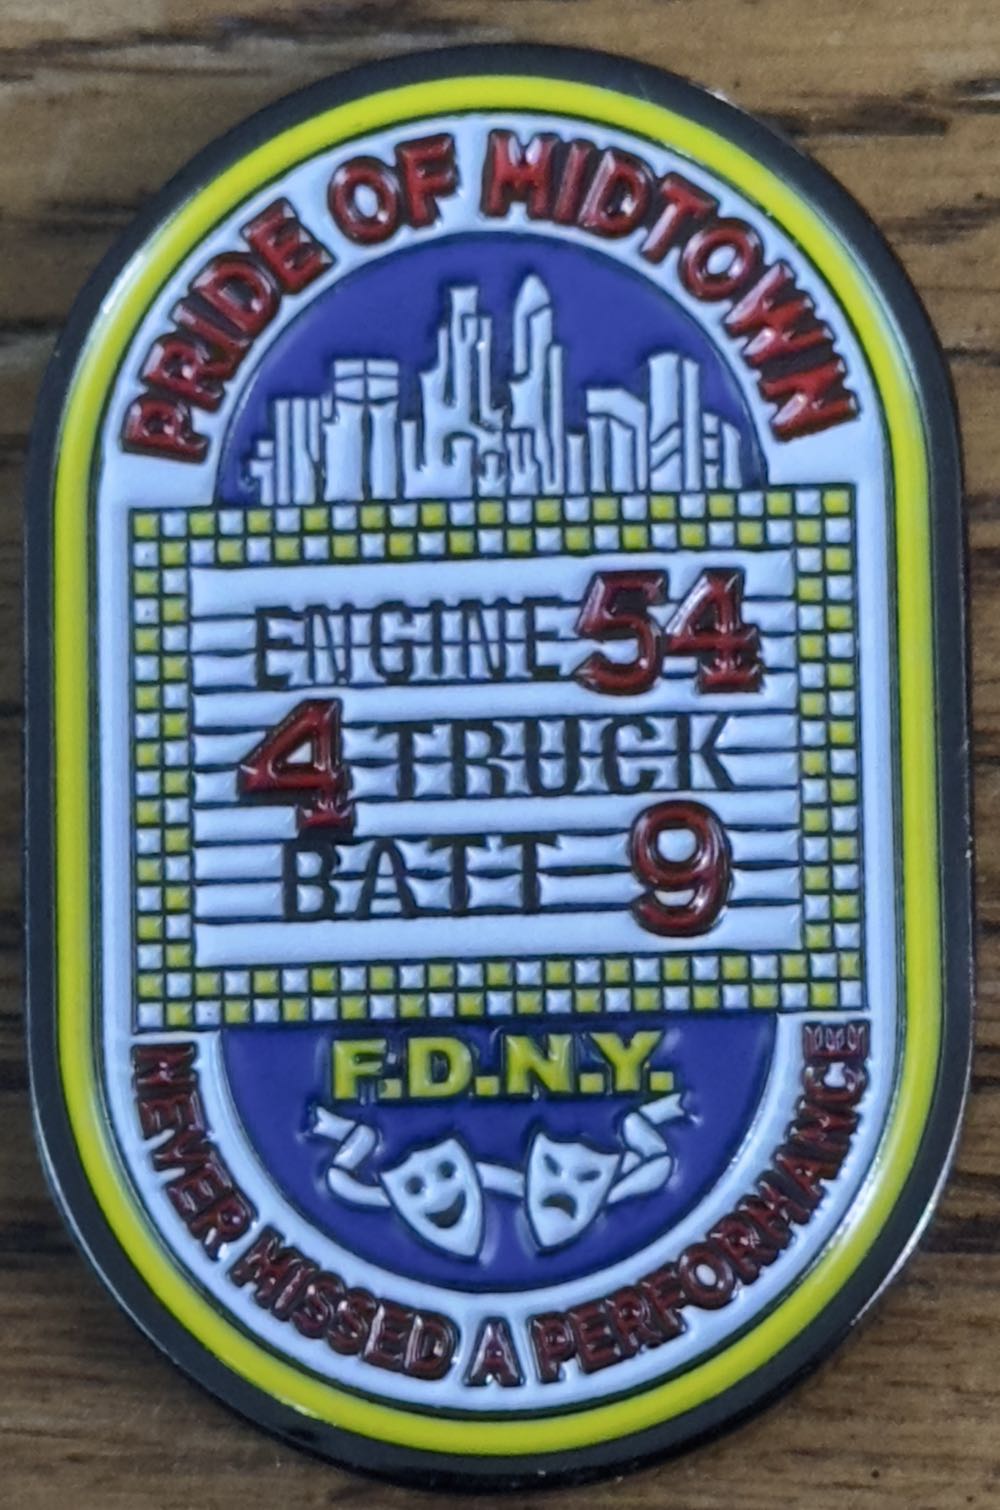 PRIDE OF MIDTOWN
ENGINE 54
4 TRUCK
BATT 9
F.D.N.Y.
NEVER MISSED A PERFORMANCE!!!